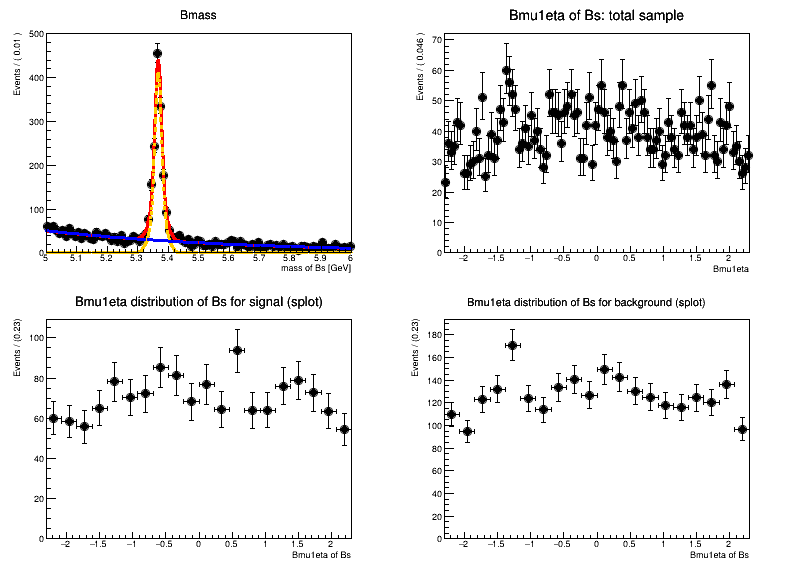 Bmass
Events / ( 0.01 )
500
400
300
200
100
0
5 5.1 5.2 5.3 5.4 5.5 5.6 5.7 5.8 5.9 6
mass of Bs [GeV]
Bmu1eta of Bs: total sample
Events / ( 0.046 )
70
60
50
40
30
20
10
0
−2 −1.5 −1 −0.5 0 0.5 1 1.5 2
Bmu1eta
Bmu1eta distribution of Bs for signal (splot)
Events / (0.23)
100
80
60
40
20
0
−2 −1.5 −1 −0.5 0 0.5 1 1.5 2
Bmu1eta of Bs
Bmu1eta distribution of Bs for background (splot)
Events / (0.23)
180
160
140
120
100
80
60
40
20
0
−2 −1.5 −1 −0.5 0 0.5 1 1.5 2
Bmu1eta of Bs